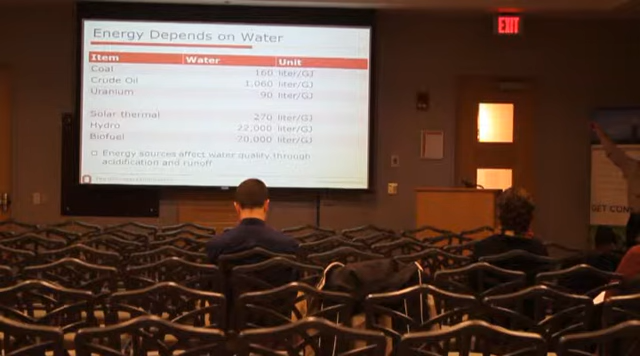 EXIT
Energy Depends on Water
Item Water Unit
Coal 160 liter/GJ
Crude Oil 1,060 liter/GJ
Uranium 90 liter/GJ
Solar thermal 270 liter/GJ
Hydro 22,000 liter/GJ
Biofuel 70,000 liter/GJ
Energy sources affect water quality through
acidification and runoff
GET CON